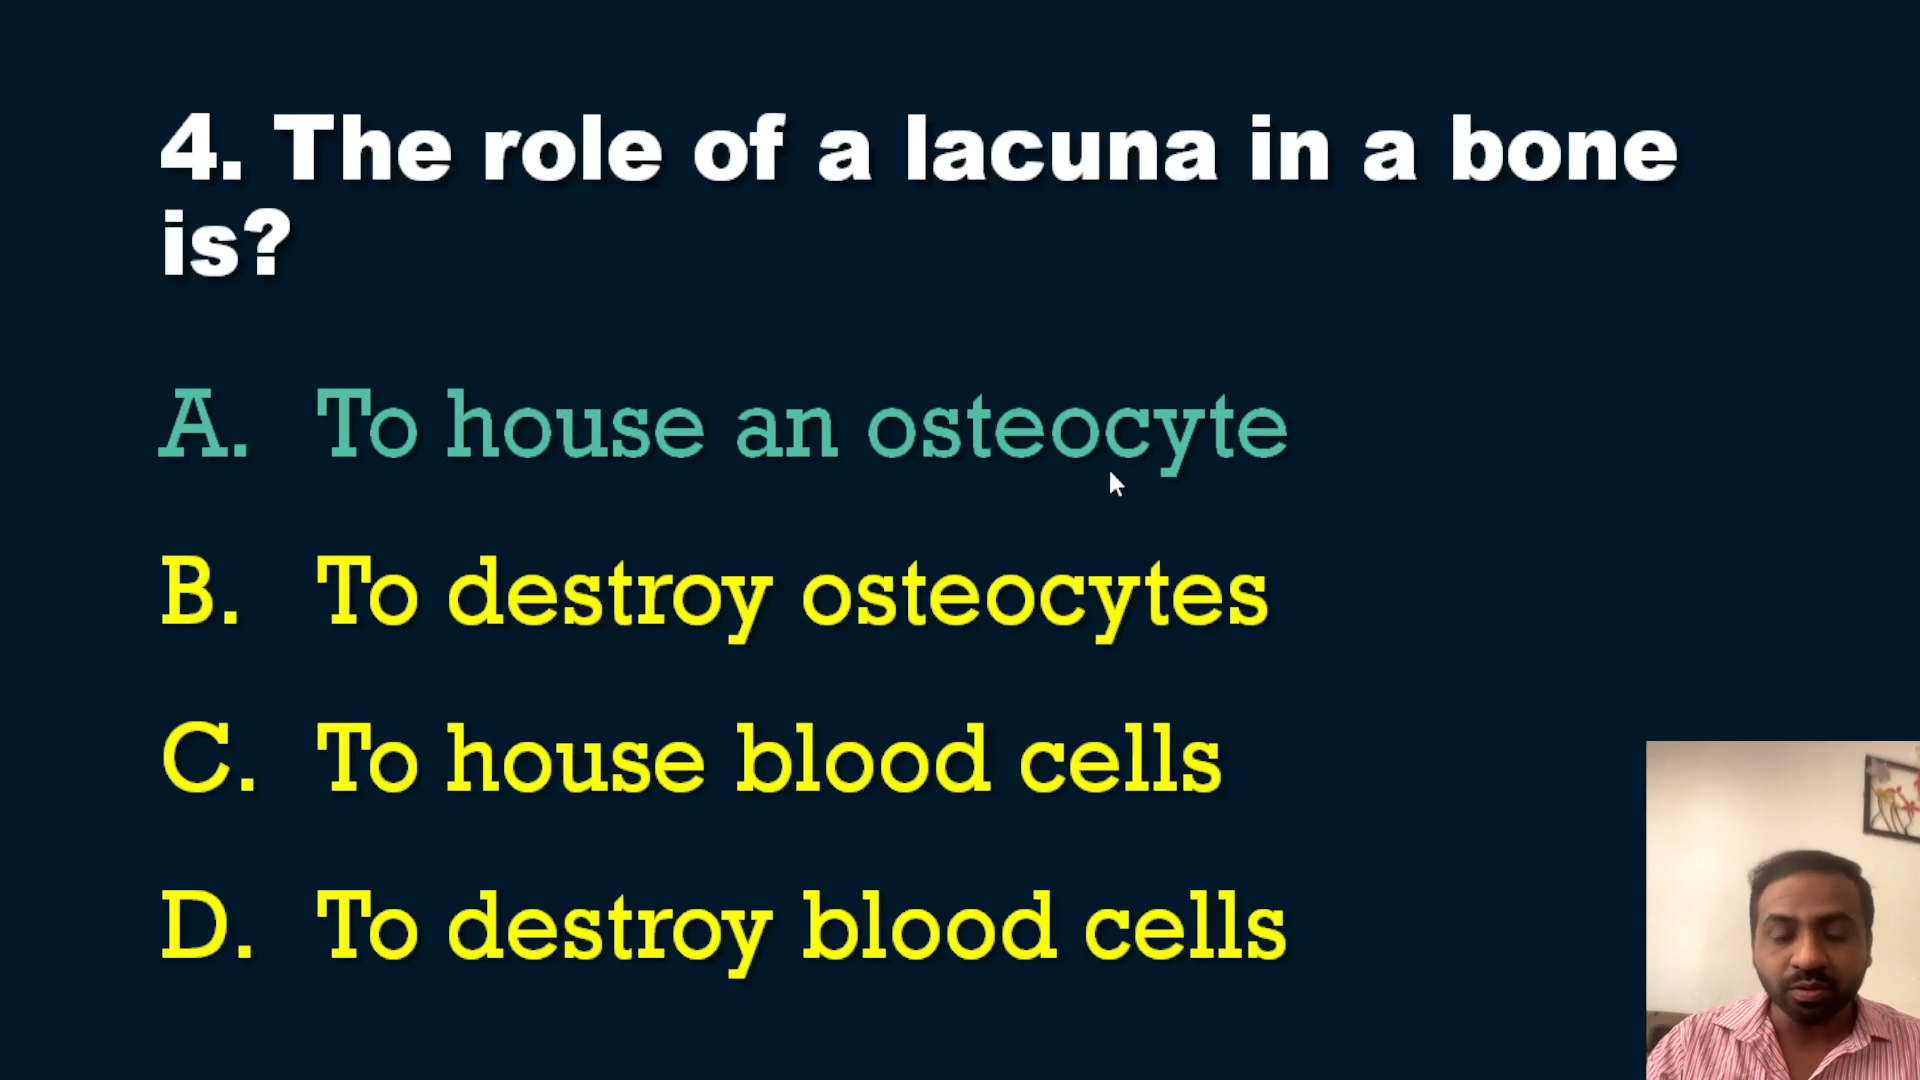 4. The role of a lacuna in a bone
is?
A. To house an osteocyte
B. To destroy osteocytes
C. To house blood cells
D. To destroy blood cells